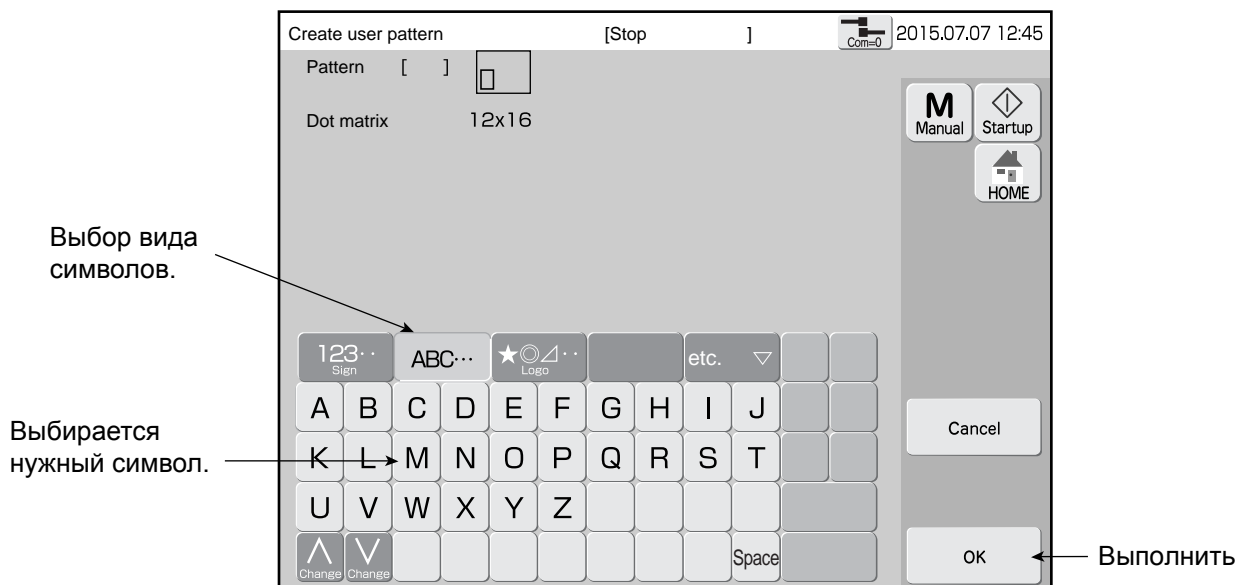 Create user pattern [Stop ] Com=0 2015.07.07 12:45
Pattern [ ]
Dot matrix 12x16
M Manual
Startup
HOME
Выбор вида
символов.
123·· Sign
ABC···
★◎⊿·· Logo
etc. ▽
A B C D E F G H I J
Cancel
Выбирается
нужный символ.
K L M N O P Q R S T
U V W X Y Z
Change Change Space
OK
Выполнить